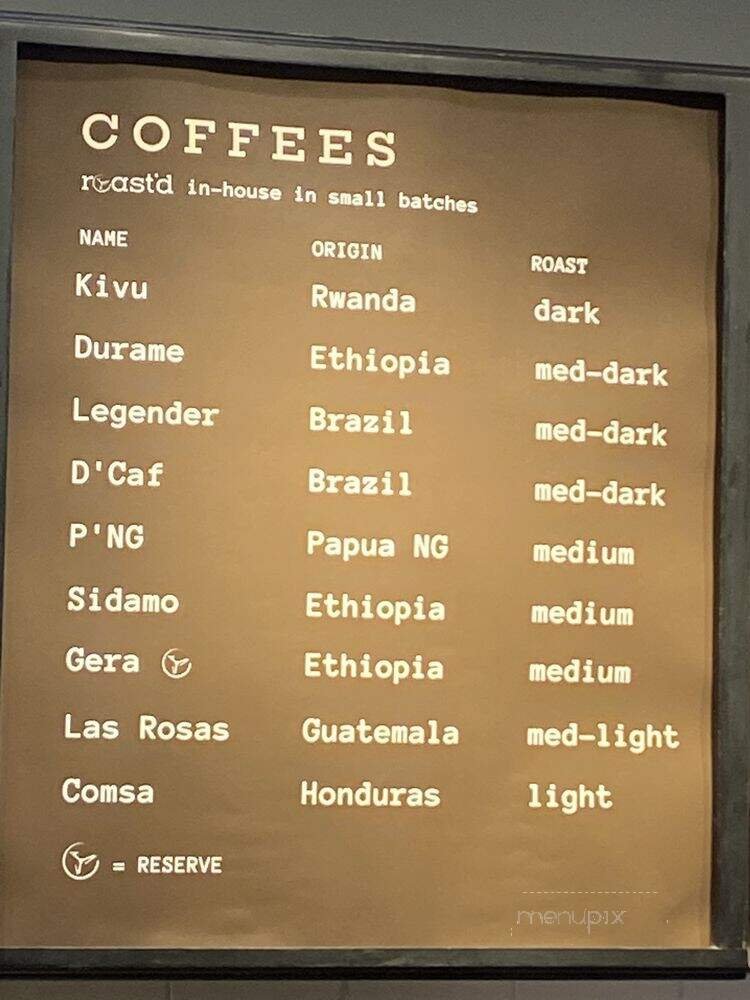 COFFEES
roast'd in-house in small batches
NAME ORIGIN ROAST
Kivu Rwanda dark
Durame Ethiopia med-dark
Legender Brazil med-dark
D'Caf Brazil med-dark
P'NG Papua NG medium
Sidamo Ethiopia medium
Gera Ethiopia medium
Las Rosas Guatemala med-light
Comsa Honduras light
= RESERVE
menupix